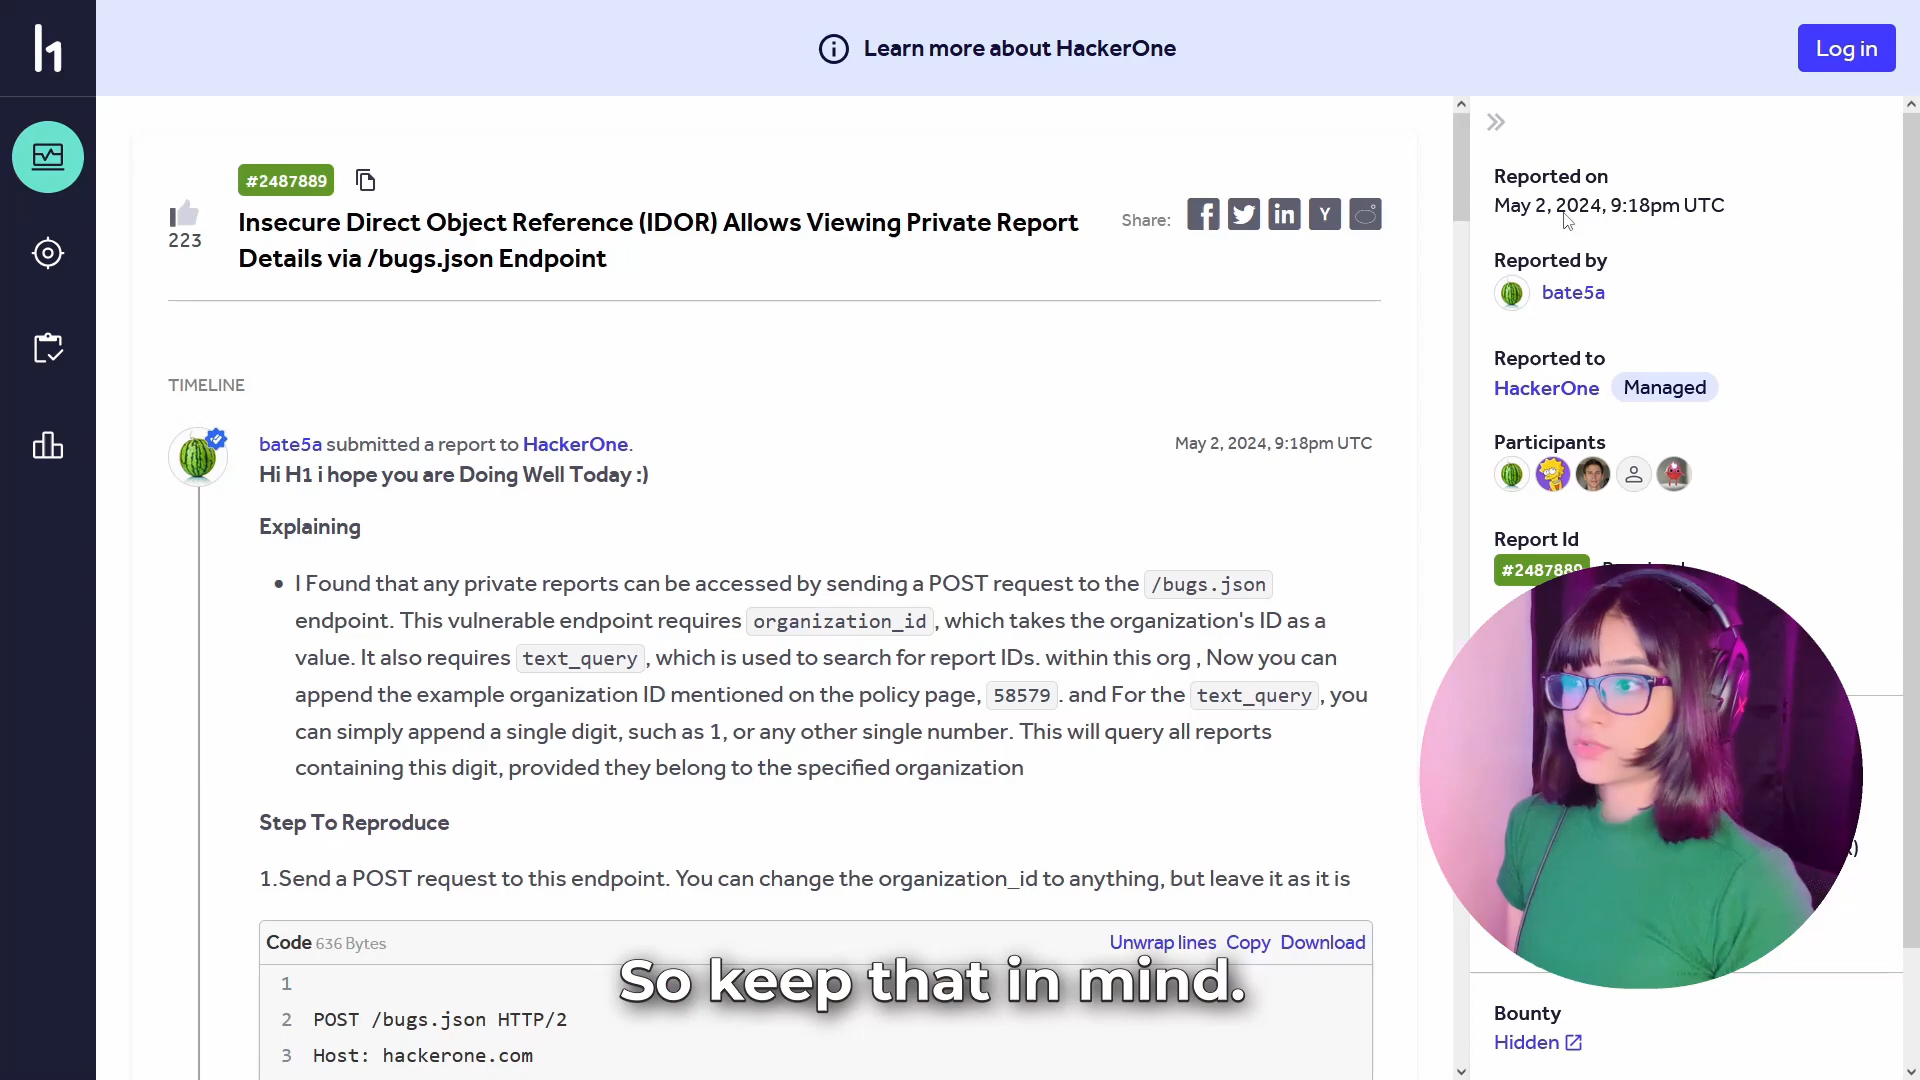 Learn more about HackerOne
Log in
#2487889
223
Insecure Direct Object Reference (IDOR) Allows Viewing Private Report
Details via /bugs.json Endpoint
Share:
Y
TIMELINE
bate5a submitted a report to HackerOne.
May 2, 2024, 9:18pm UTC
Hi H1 i hope you are Doing Well Today :)
Explaining
I Found that any private reports can be accessed by sending a POST request to the /bugs.json
endpoint. This vulnerable endpoint requires organization_id, which takes the organization's ID as a
value. It also requires text_query, which is used to search for report IDs. within this org , Now you can
append the example organization ID mentioned on the policy page, 58579. and For the text_query, you
can simply append a single digit, such as 1, or any other single number. This will query all reports
containing this digit, provided they belong to the specified organization
Step To Reproduce
1.Send a POST request to this endpoint. You can change the organization_id to anything, but leave it as it is
Code 636 Bytes
Unwrap lines Copy Download
1
2 POST /bugs.json HTTP/2
3 Host: hackerone.com
So keep that in mind.
Reported on
May 2, 2024, 9:18pm UTC
Reported by
bate5a
Reported to
HackerOne Managed
Participants
Report Id
#2487889
Bounty
Hidden